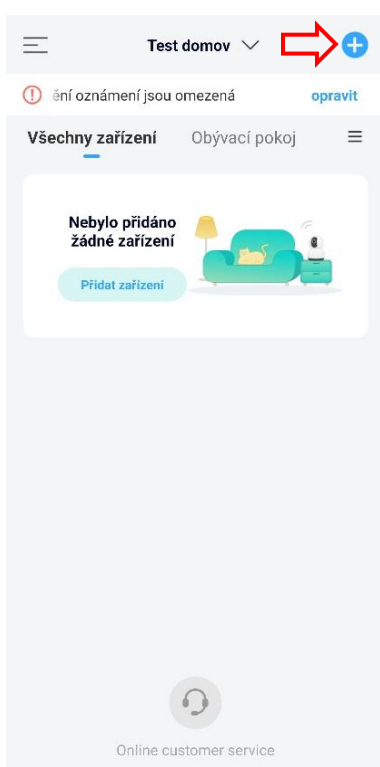 Test domov
ění oznámení jsou omezená opravit
Všechny zařízení Obývací pokoj
Nebylo přidáno
žádné zařízení
Přidat zařízení
Online customer service